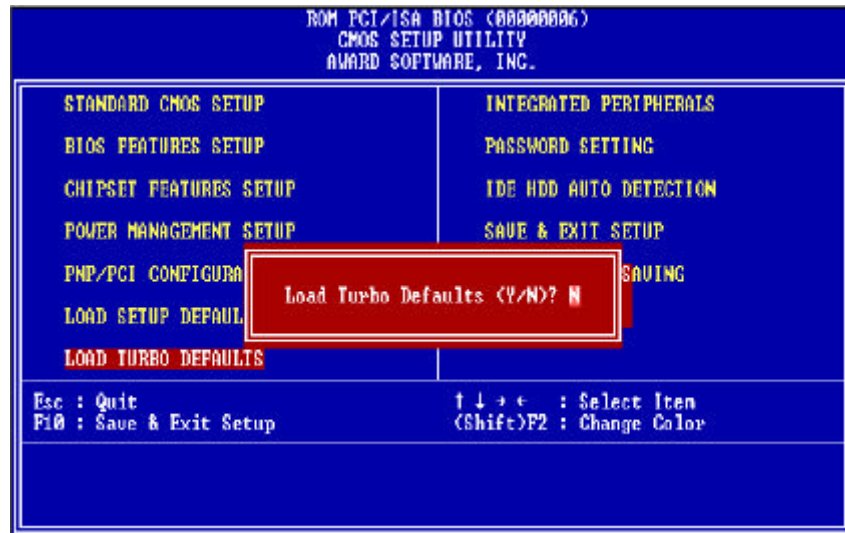 ROM PCI/ISA BIOS (00000006)
CMOS SETUP UTILITY
AWARD SOFTWARE, INC.
STANDARD CMOS SETUP
BIOS FEATURES SETUP
CHIPSET FEATURES SETUP
POWER MANAGEMENT SETUP
PNP/PCI CONFIGURA
LOAD SETUP DEFAUL
LOAD TURBO DEFAULTS
INTEGRATED PERIPHERALS
PASSWORD SETTING
IDE HDD AUTO DETECTION
SAVE & EXIT SETUP
SAVING
Load Turbo Defaults (Y/N)? N
Esc : Quit
F10 : Save & Exit Setup
↑ ↓ → ← : Select Item
(Shift)F2 : Change Color